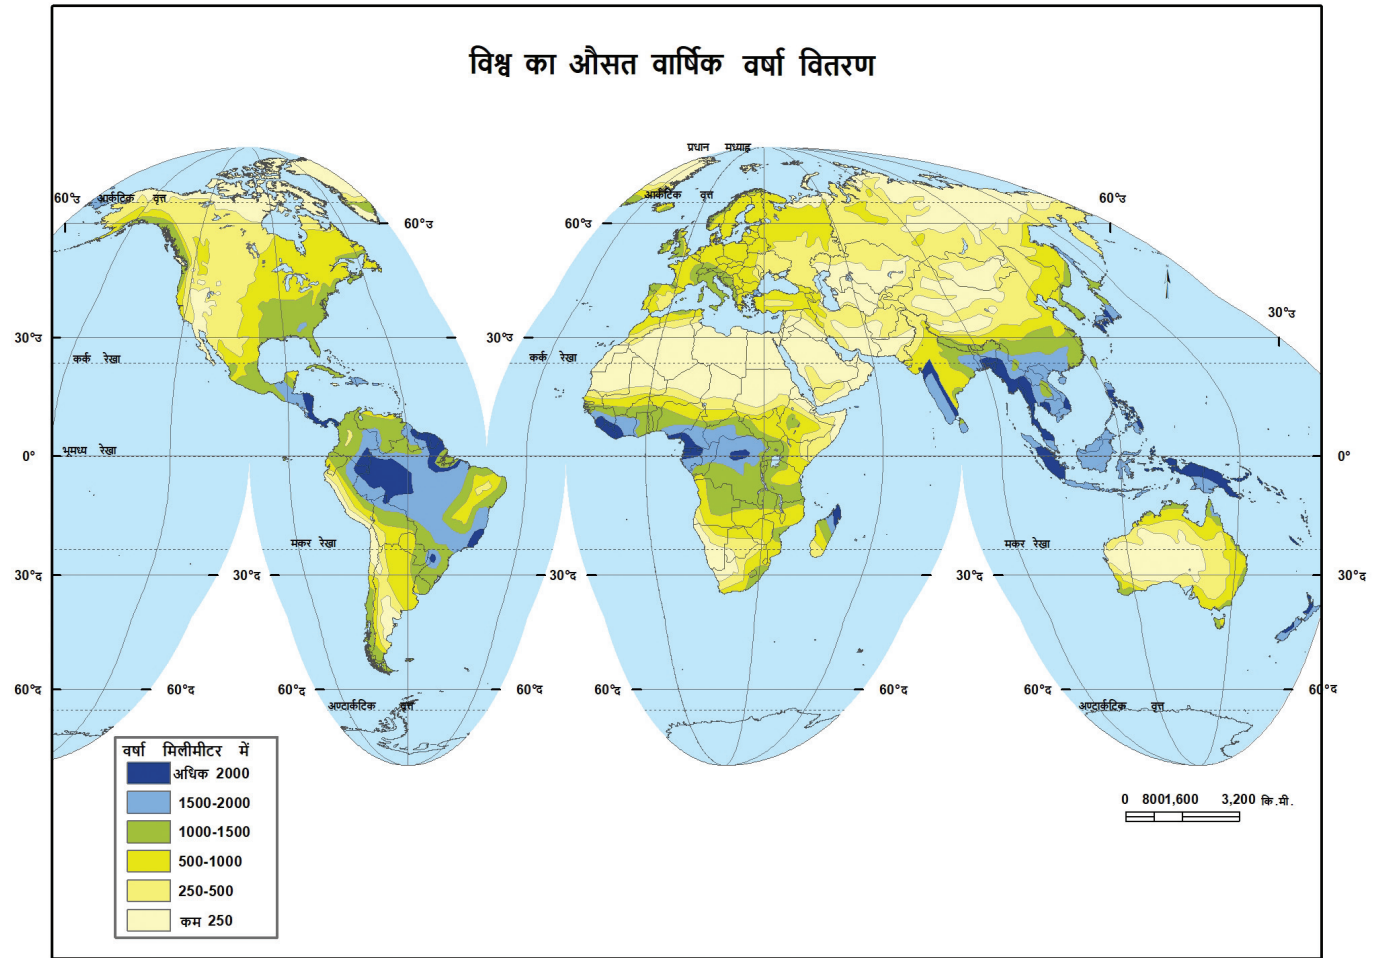 विश्व का औसत वार्षिक वर्षा वितरण
प्रधान मध्याह्न
60°उ
आर्कटिक वृत्त
आर्कटिक वृत्त
60°उ
60°उ
60°उ
30°उ
30°उ
30°उ
कर्क रेखा
कर्क रेखा
भूमध्य रेखा
0°
0°
मकर रेखा
मकर रेखा
30°द
30°द
30°द
30°द
30°द
60°द
60°द
60°द
60°द
60°द
60°द
60°द
60°द
अण्टार्कटिक वृत्त
अण्टार्कटिक वृत्त
वर्षा मिलीमीटर में
अधिक 2000
1500-2000
1000-1500
500-1000
250-500
कम 250
0 8001,600 3,200 कि.मी.